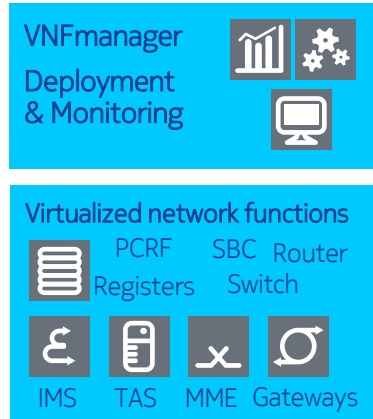 VNFmanager
Deployment
& Monitoring
Virtualized network functions
PCRF SBC Router
Registers Switch
IMS TAS MME Gateways